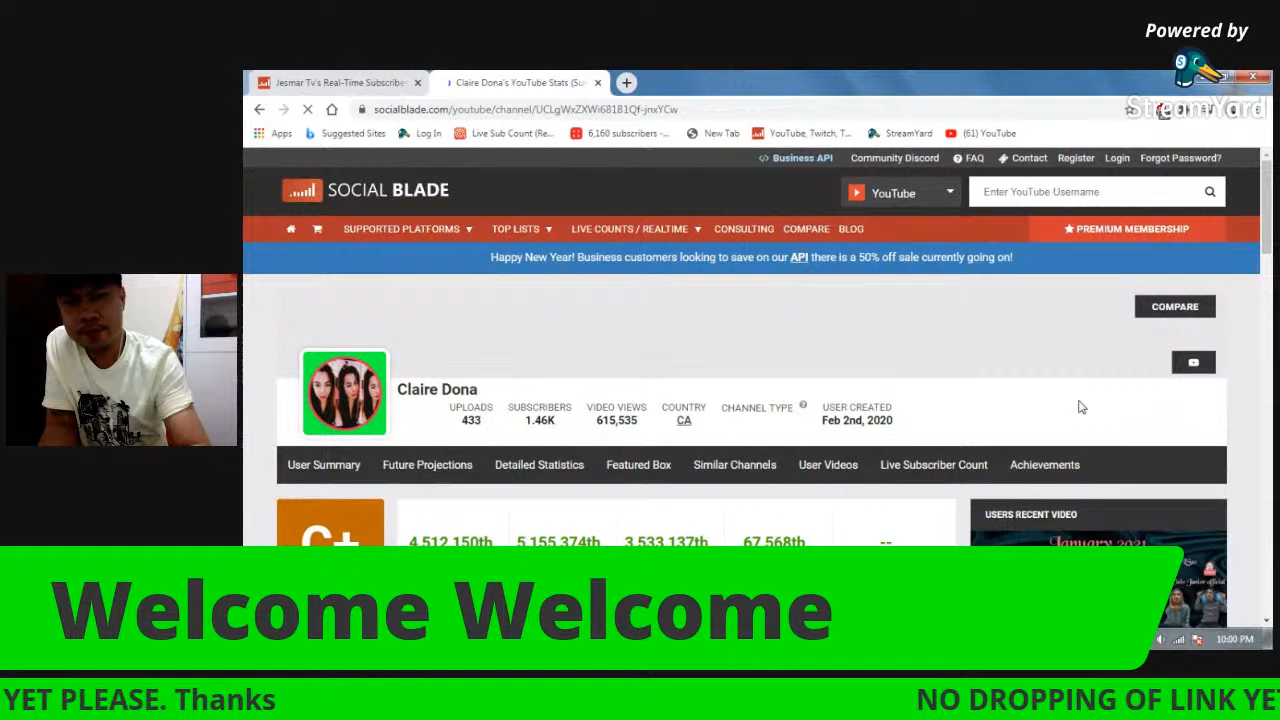 Powered by
StreamYard
Jesmar Tv's Real-Time Subscribe
Claire Dona's YouTube Stats (Su
socialblade.com/youtube/channel/UCLgWxZXWi681B1Qf-jnxYCw
Apps
Suggested Sites
Log In
Live Sub Count (Re...
6,160 subscribers -...
New Tab
YouTube, Twitch, T...
StreamYard
(61) YouTube
Business API
Community Discord
FAQ
Contact
Register
Login
Forgot Password?
SOCIAL BLADE
YouTube
Enter YouTube Username
SUPPORTED PLATFORMS
TOP LISTS
LIVE COUNTS / REALTIME
CONSULTING
COMPARE
BLOG
PREMIUM MEMBERSHIP
Happy New Year! Business customers looking to save on our API there is a 50% off sale currently going on!
COMPARE
Claire Dona
UPLOADS SUBSCRIBERS VIDEO VIEWS COUNTRY CHANNEL TYPE USER CREATED
433 1.46K 615,535 CA Feb 2nd, 2020
User Summary
Future Projections
Detailed Statistics
Featured Box
Similar Channels
User Videos
Live Subscriber Count
Achievements
C+
4,512,150th 5,155,374th 3,533,137th 67,568th --
USERS RECENT VIDEO
January 2021
Welcome Welcome
10:00 PM
YET PLEASE. Thanks
NO DROPPING OF LINK YE